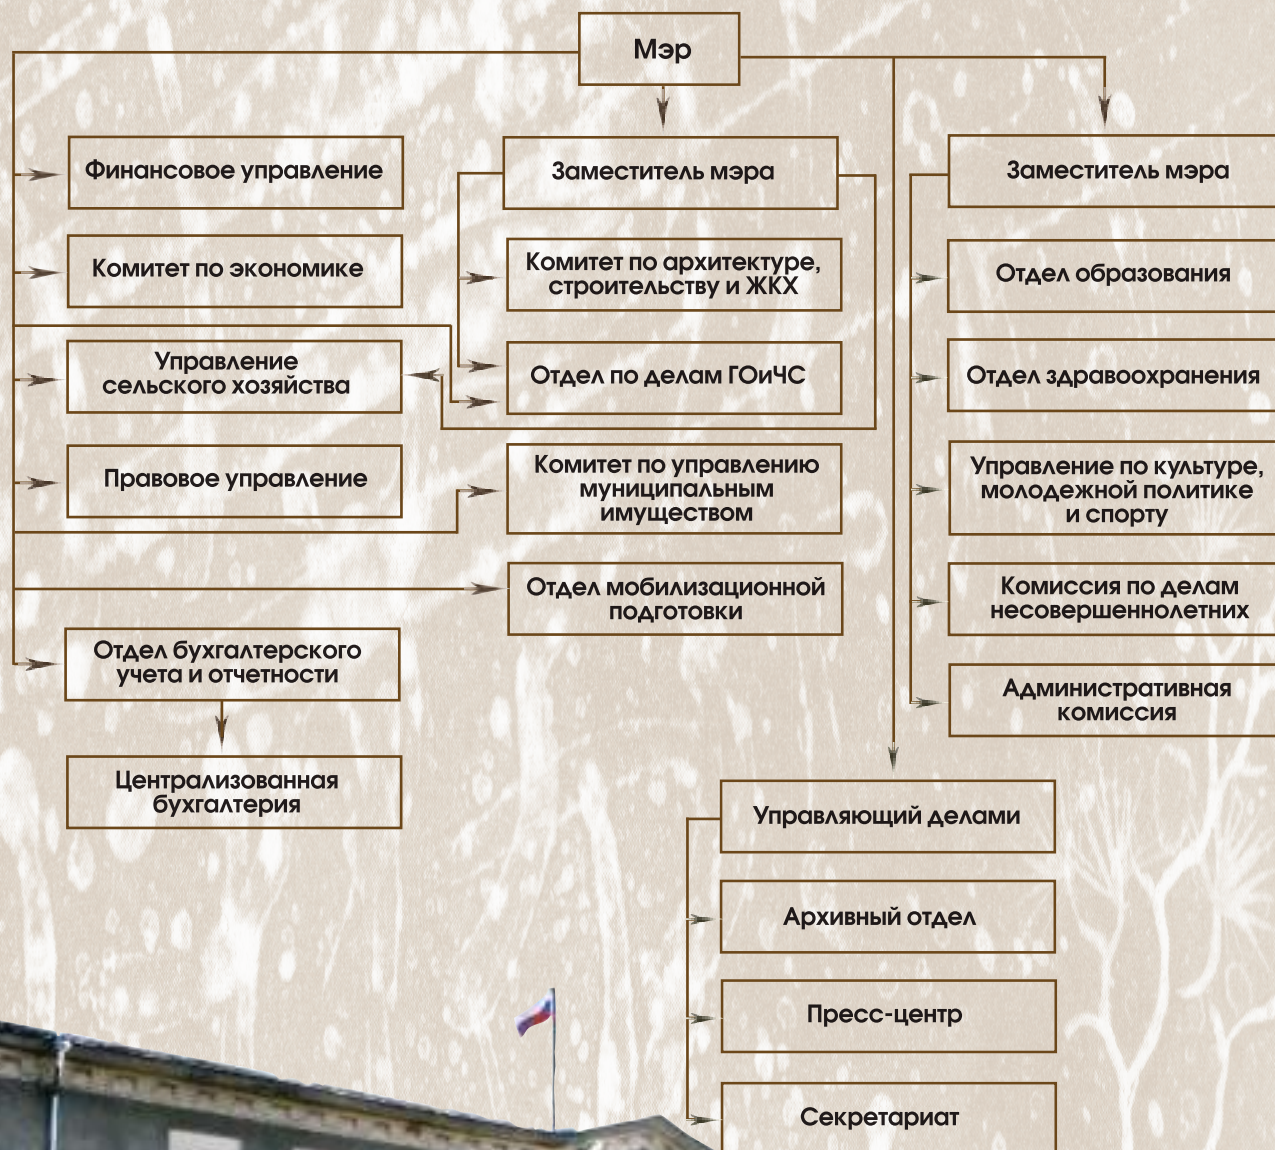 Мэр
Финансовое управление
Комитет по экономике
Управление
сельского хозяйства
Правовое управление
Отдел бухгалтерского
учета и отчетности
Централизованная
бухгалтерия
Заместитель мэра
Комитет по архитектуре,
строительству и ЖКХ
Отдел по делам ГОиЧС
Комитет по управлению
муниципальным
имуществом
Отдел мобилизационной
подготовки
Заместитель мэра
Отдел образования
Отдел здравоохранения
Управление по культуре,
молодежной политике
и спорту
Комиссия по делам
несовершеннолетних
Административная
комиссия
Управляющий делами
Архивный отдел
Пресс-центр
Секретариат